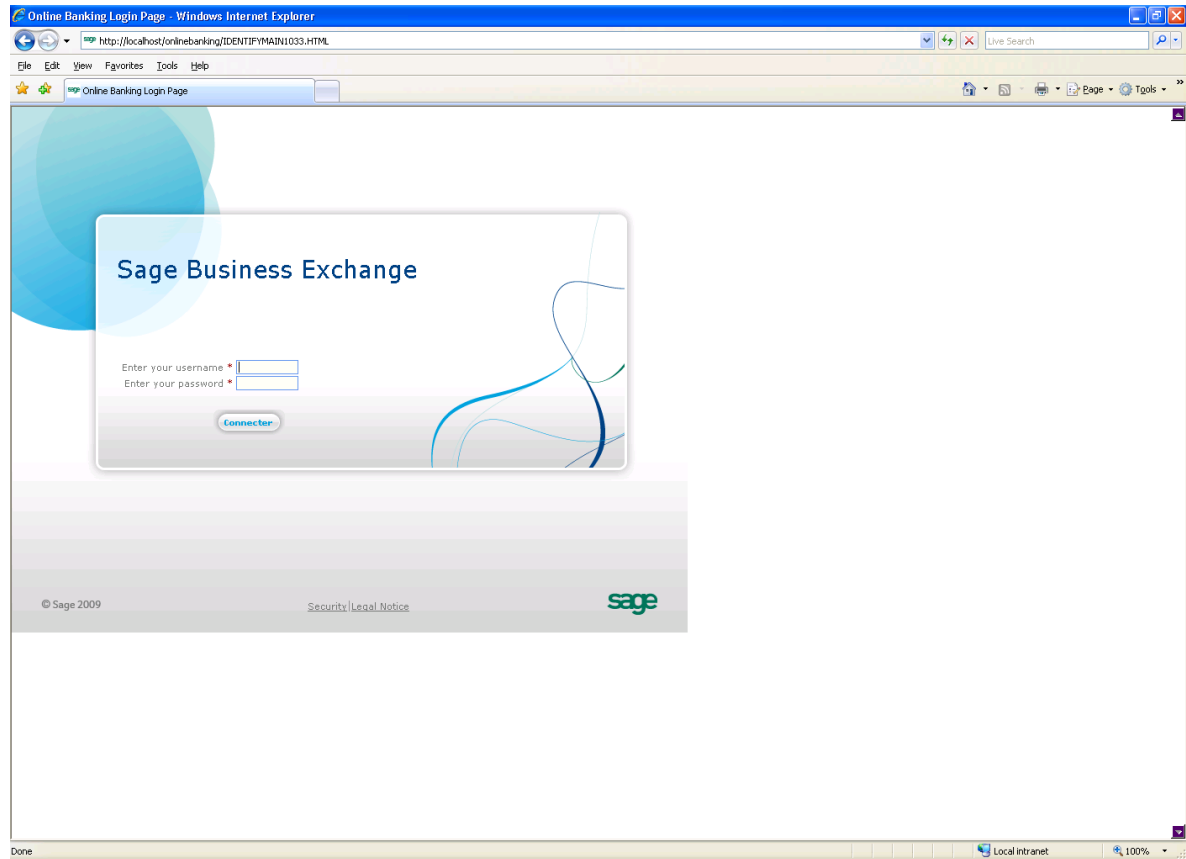 Online Banking Login Page - Windows Internet Explorer
http://localhost/onlinebanking/IDENTIFYMAIN1033.HTML
Live Search
File Edit View Favorites Tools Help
sage Online Banking Login Page
Page Tools »
Sage Business Exchange
Enter your username *
Enter your password *
Connecter
© Sage 2009
Security|Legal Notice
sage
Done
Local intranet
100%